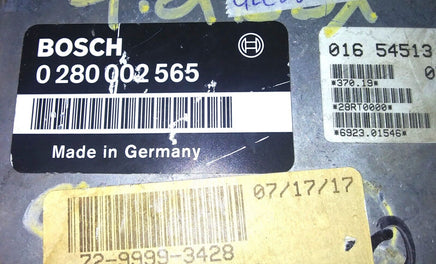 BOSCH
0 280 002 565
Made in Germany
016 54513
0
*370.19*
*28RT0000*
*6923.01546*
07/17/17
72-9999-3428